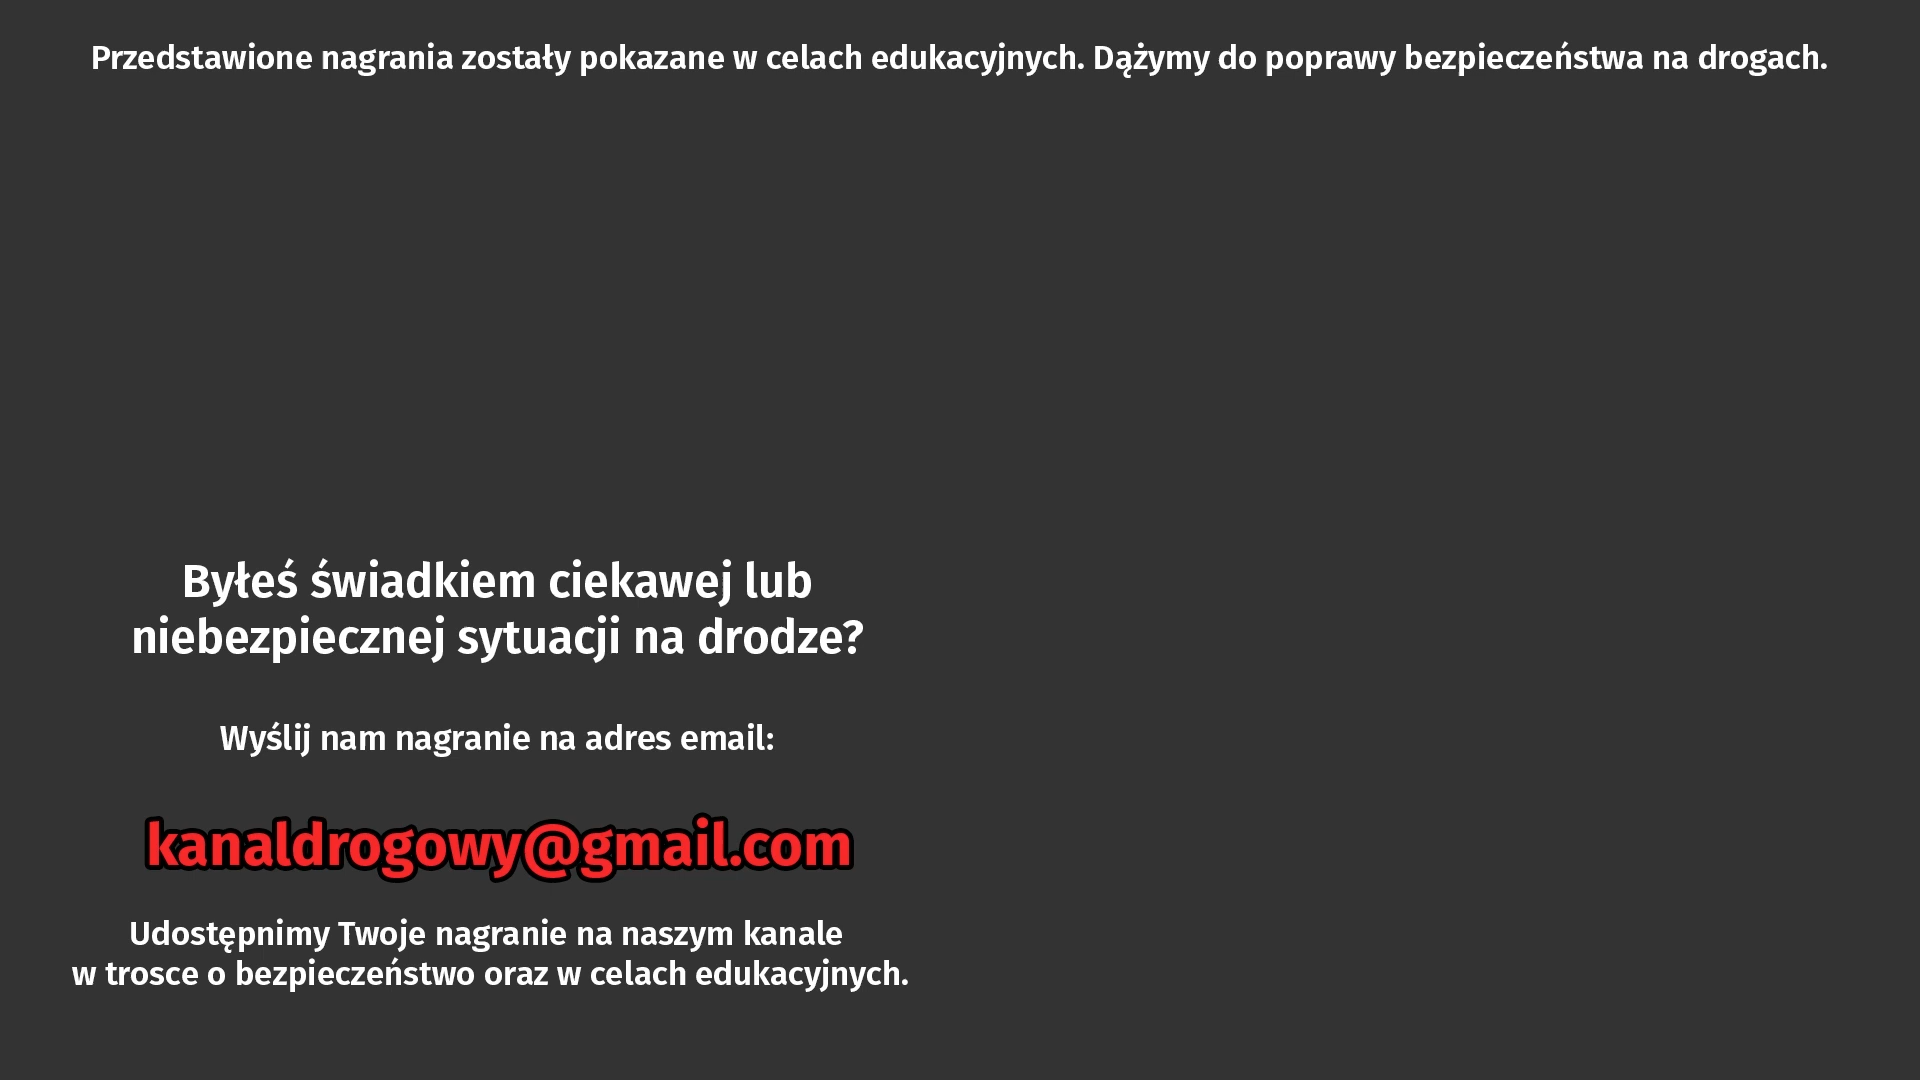 Przedstawione nagrania zostały pokazane w celach edukacyjnych. Dążymy do poprawy bezpieczeństwa na drogach.
Byłeś świadkiem ciekawej lub
niebezpiecznej sytuacji na drodze?
Wyślij nam nagranie na adres email:
kanaldrogowy@gmail.com
Udostępnimy Twoje nagranie na naszym kanale
w trosce o bezpieczeństwo oraz w celach edukacyjnych.